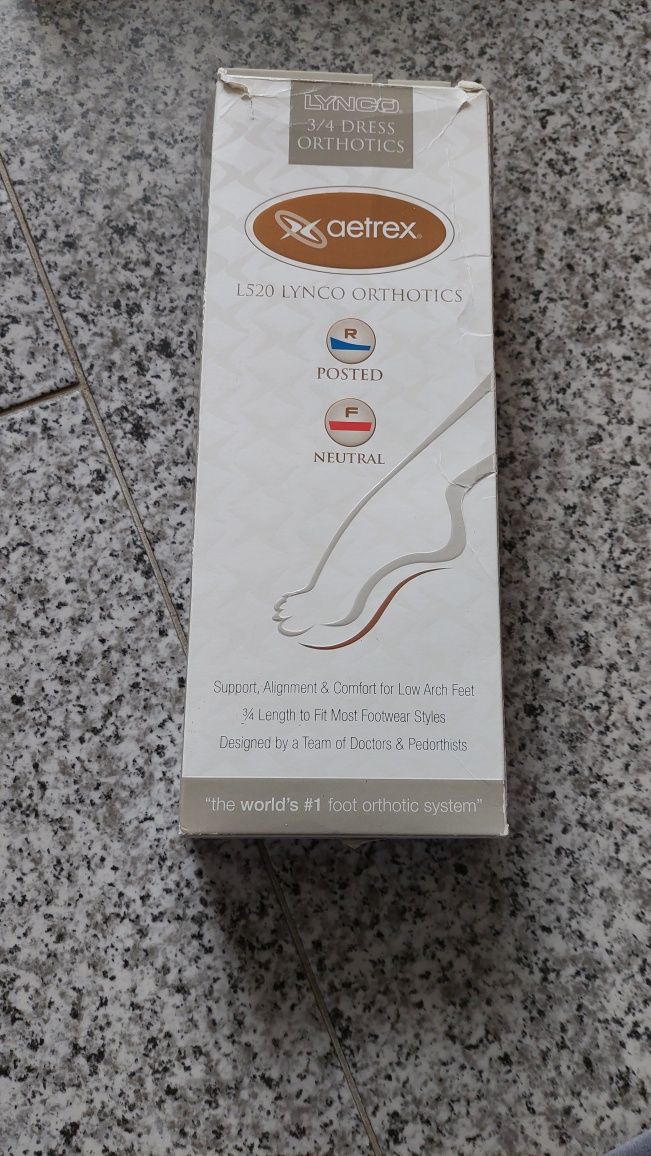 LYNCO
3/4 DRESS
ORTHOTICS
aetrex®
L520 LYNCO ORTHOTICS
R
POSTED
F
NEUTRAL
Support, Alignment & Comfort for Low Arch Feet
¾ Length to Fit Most Footwear Styles
Designed by a Team of Doctors & Pedorthists
"the world's #1 foot orthotic system"